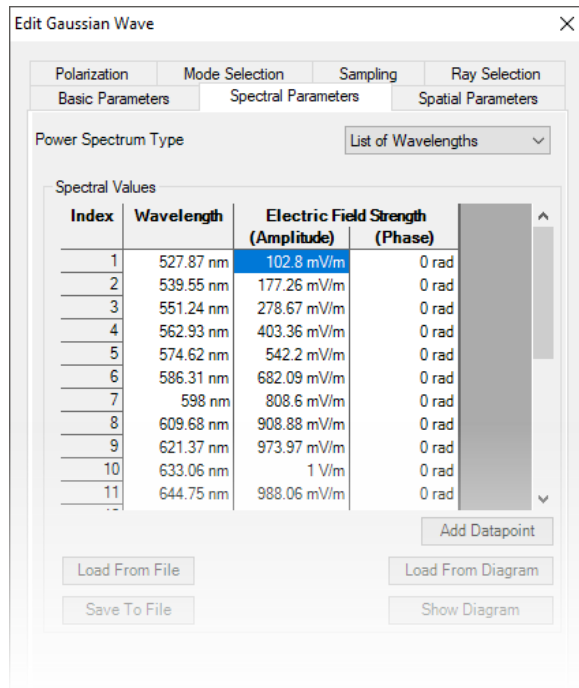 Edit Gaussian Wave
Polarization Mode Selection Sampling Ray Selection
Basic Parameters Spectral Parameters Spatial Parameters
Power Spectrum Type List of Wavelengths
Spectral Values
Index Wavelength Electric Field Strength
(Amplitude) (Phase)
1 527.87 nm 102.8 mV/m 0 rad
2 539.55 nm 177.26 mV/m 0 rad
3 551.24 nm 278.67 mV/m 0 rad
4 562.93 nm 403.36 mV/m 0 rad
5 574.62 nm 542.2 mV/m 0 rad
6 586.31 nm 682.09 mV/m 0 rad
7 598 nm 808.6 mV/m 0 rad
8 609.68 nm 908.88 mV/m 0 rad
9 621.37 nm 973.97 mV/m 0 rad
10 633.06 nm 1 V/m 0 rad
11 644.75 nm 988.06 mV/m 0 rad
Add Datapoint
Load From File Load From Diagram
Save To File Show Diagram